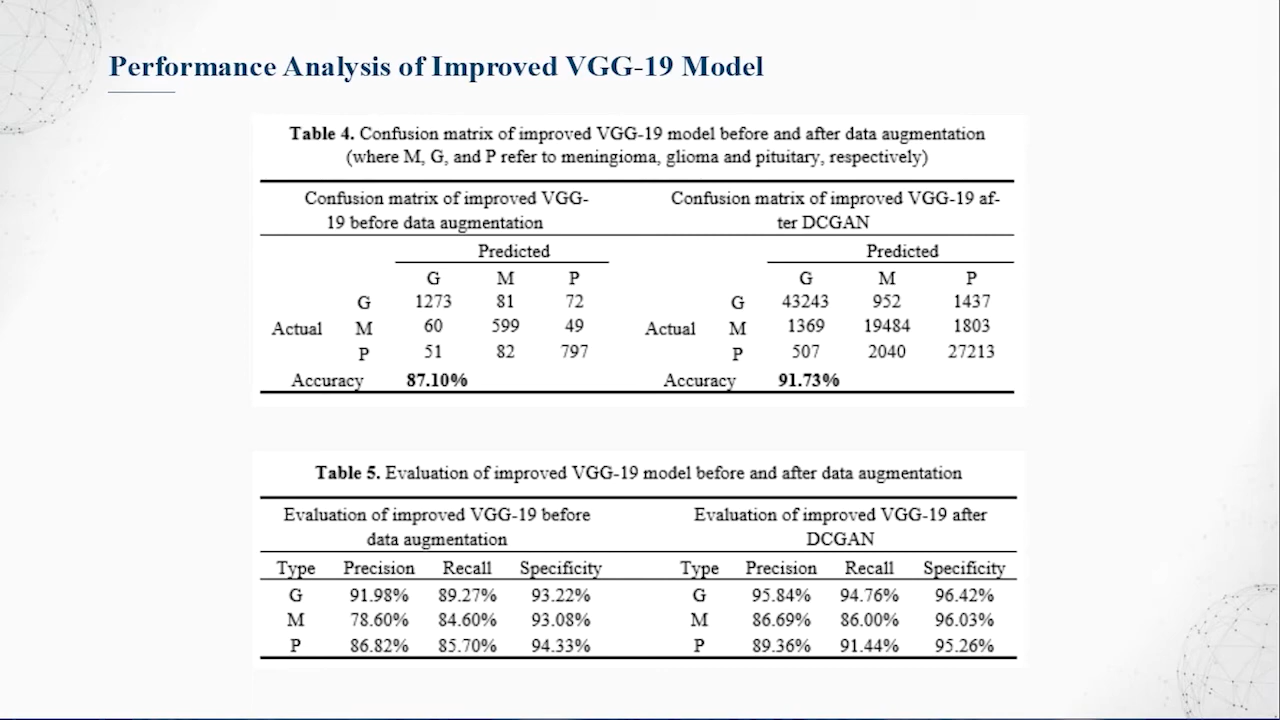 Performance Analysis of Improved VGG-19 Model
Table 4. Confusion matrix of improved VGG-19 model before and after data augmentation
(where M, G, and P refer to meningioma, glioma and pituitary, respectively)
Confusion matrix of improved VGG-
19 before data augmentation
Confusion matrix of improved VGG-19 af-
ter DCGAN
Predicted Predicted
G M P G M P
G 1273 81 72 G 43243 952 1437
Actual M 60 599 49 Actual M 1369 19484 1803
P 51 82 797 P 507 2040 27213
Accuracy 87.10% Accuracy 91.73%
Table 5. Evaluation of improved VGG-19 model before and after data augmentation
Evaluation of improved VGG-19 before
data augmentation
Evaluation of improved VGG-19 after
DCGAN
Type Precision Recall Specificity Type Precision Recall Specificity
G 91.98% 89.27% 93.22% G 95.84% 94.76% 96.42%
M 78.60% 84.60% 93.08% M 86.69% 86.00% 96.03%
P 86.82% 85.70% 94.33% P 89.36% 91.44% 95.26%